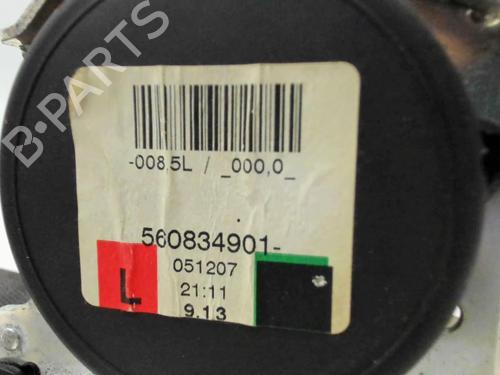 B-PARTS
-008,5L / _000,0_
560834901-
L
051207
21:11
9.13